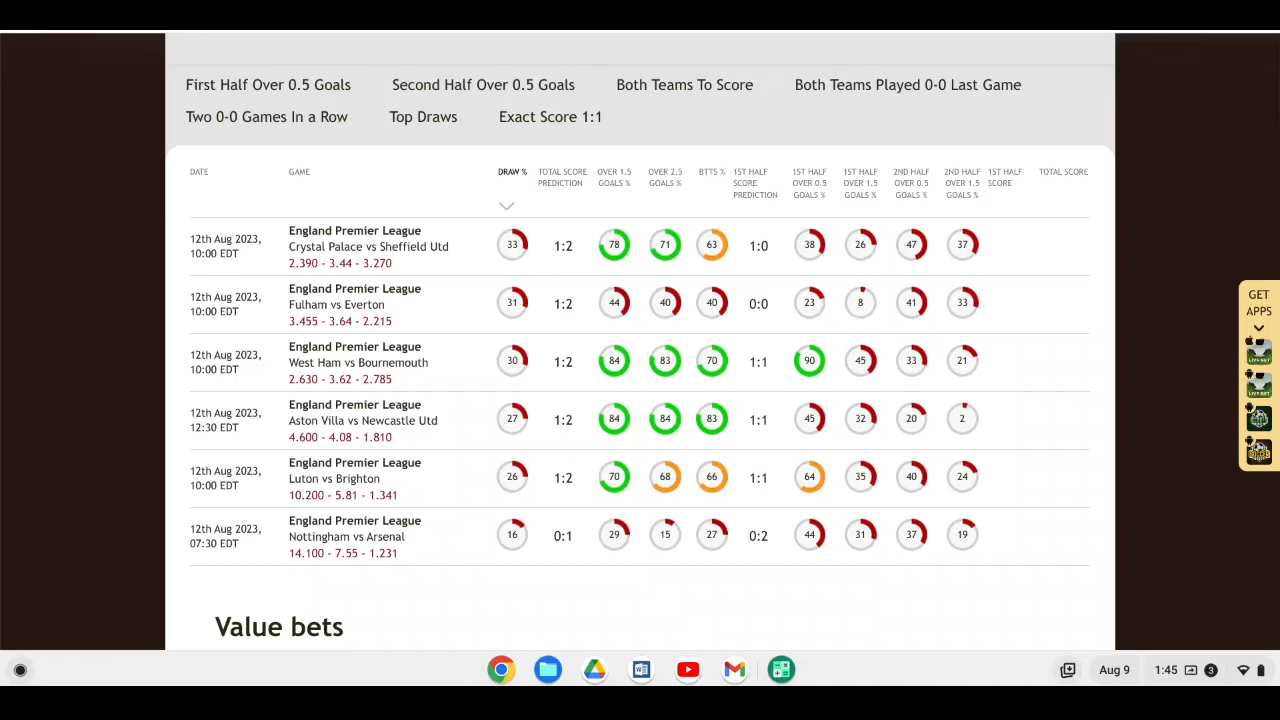 First Half Over 0.5 Goals Second Half Over 0.5 Goals Both Teams To Score Both Teams Played 0-0 Last Game
Two 0-0 Games In a Row Top Draws Exact Score 1:1
DATE GAME DRAW % TOTAL SCORE PREDICTION OVER 1.5 GOALS % OVER 2.5 GOALS % BTTS % 1ST HALF SCORE PREDICTION 1ST HALF OVER 0.5 GOALS % 1ST HALF OVER 1.5 GOALS % 2ND HALF OVER 0.5 GOALS % 2ND HALF OVER 1.5 GOALS % 1ST HALF SCORE TOTAL SCORE
England Premier League
12th Aug 2023, 10:00 EDT Crystal Palace vs Sheffield Utd 33 1:2 78 71 63 1:0 38 26 47 37
2.390 - 3.44 - 3.270
England Premier League
12th Aug 2023, 10:00 EDT Fulham vs Everton 31 1:2 44 40 40 0:0 23 8 41 33
3.455 - 3.64 - 2.215
England Premier League
12th Aug 2023, 10:00 EDT West Ham vs Bournemouth 30 1:2 84 83 70 1:1 90 45 33 21
2.630 - 3.62 - 2.785
England Premier League
12th Aug 2023, 12:30 EDT Aston Villa vs Newcastle Utd 27 1:2 84 84 83 1:1 45 32 20 2
4.600 - 4.08 - 1.810
England Premier League
12th Aug 2023, 10:00 EDT Luton vs Brighton 26 1:2 70 68 66 1:1 64 35 40 24
10.200 - 5.81 - 1.341
England Premier League
12th Aug 2023, 07:30 EDT Nottingham vs Arsenal 16 0:1 29 15 27 0:2 44 31 37 19
14.100 - 7.55 - 1.231
Value bets
GET
APPS
LIVE BET
LIVE BET
Aug 9 1:45 3